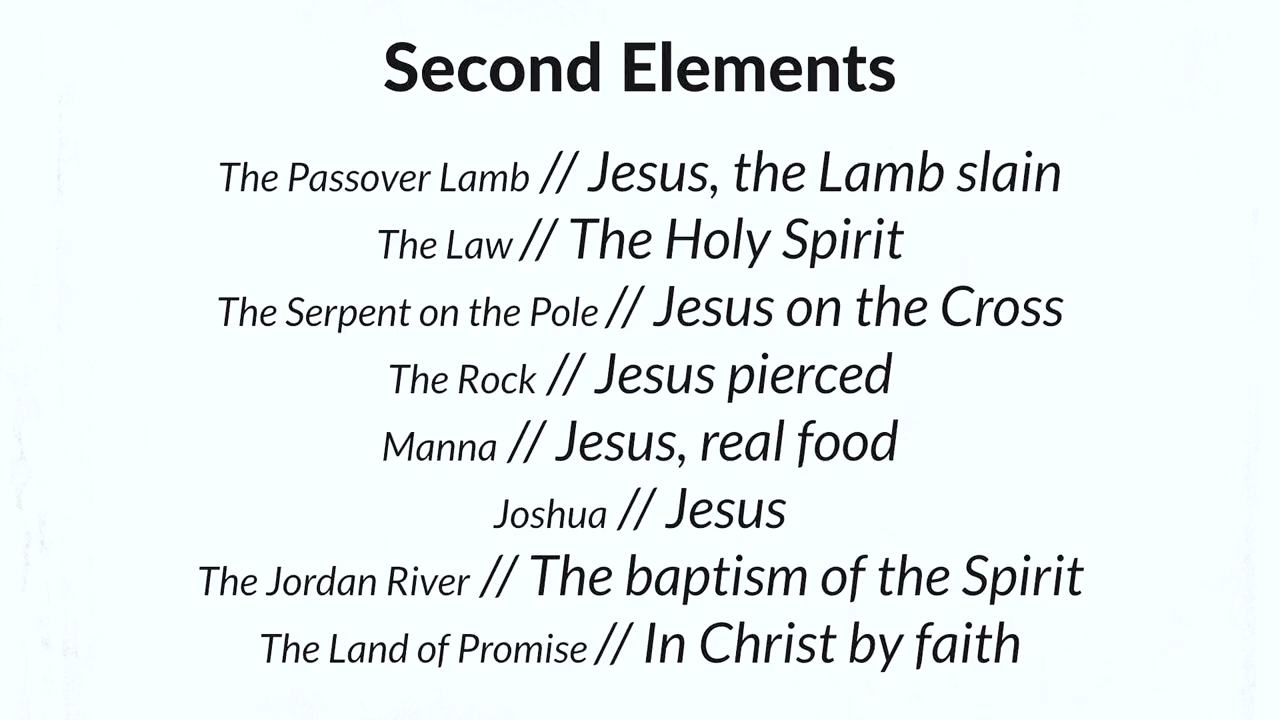 Second Elements
The Passover Lamb // Jesus, the Lamb slain
The Law // The Holy Spirit
The Serpent on the Pole // Jesus on the Cross
The Rock // Jesus pierced
Manna // Jesus, real food
Joshua // Jesus
The Jordan River // The baptism of the Spirit
The Land of Promise // In Christ by faith